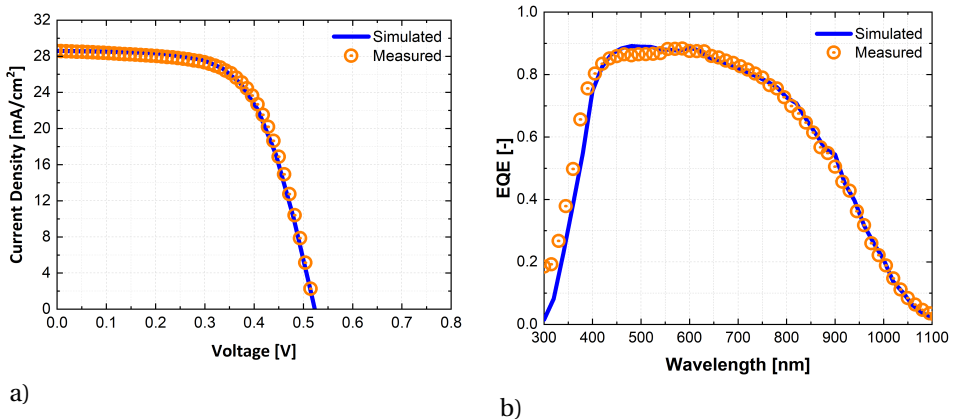 32
28
24
20
16
12
8
4
0
Current Density [mA/cm²]
Simulated
Measured
0.0 0.1 0.2 0.3 0.4 0.5 0.6 0.7 0.8
Voltage [V]
a)
1.0
0.8
0.6
0.4
0.2
0.0
EQE [-]
Simulated
Measured
300 400 500 600 700 800 900 1000 1100
Wavelength [nm]
b)